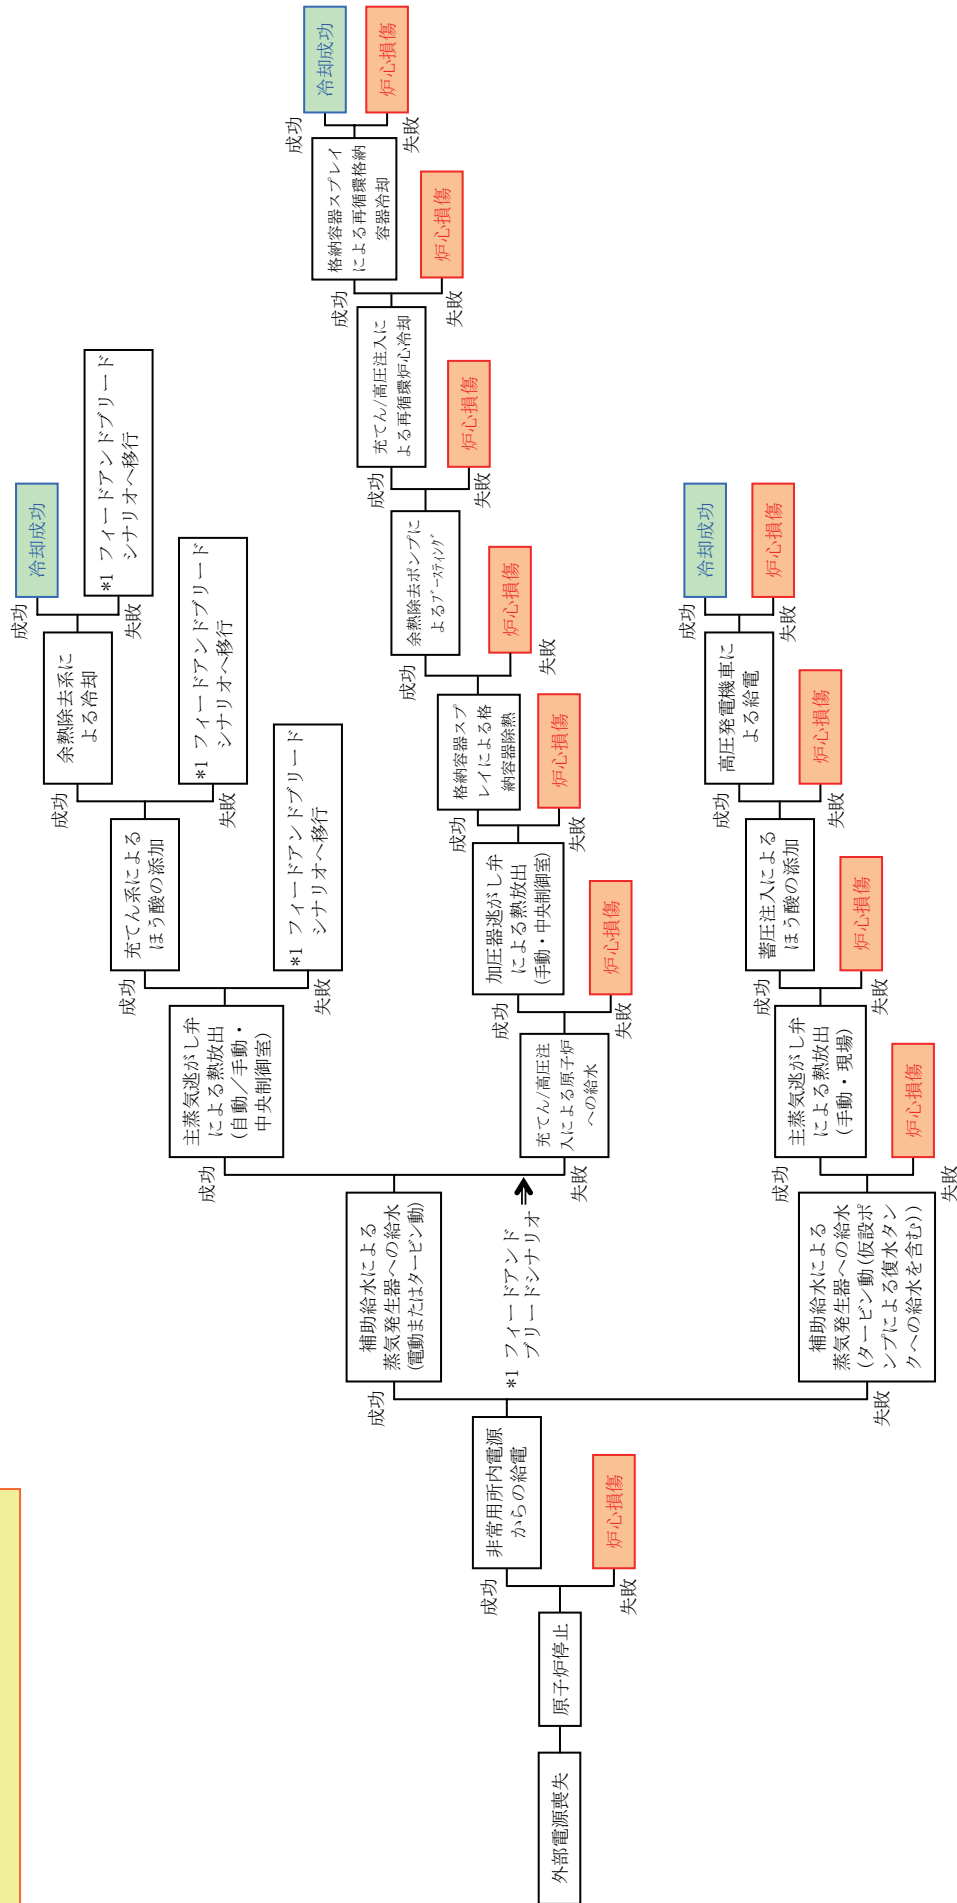 外部電源喪失
原子炉停止
成功
失敗
炉心損傷
非常用所内電源
からの給電
成功
失敗
補助給水による
蒸気発生器への給水
(電動またはタービン動)
*1 フィードアンド
ブリードシナリオ
成功
失敗
主蒸気逃がし弁
による熱放出
(自動／手動・
中央制御室)
成功
失敗
*1 フィードアンドブリード
シナリオへ移行
充てん系による
ほう酸の添加
成功
失敗
*1 フィードアンドブリード
シナリオへ移行
余熱除去系に
よる冷却
成功
失敗
冷却成功
*1 フィードアンドブリード
シナリオへ移行
充てん/高圧注
入による原子炉
への給水
成功
失敗
炉心損傷
加圧器逃がし弁
による熱放出
(手動・中央制御室)
成功
失敗
炉心損傷
格納容器スプ
レイによる格
納容器除熱
成功
失敗
炉心損傷
余熱除去ポンプに
よるブースティング
成功
失敗
炉心損傷
充てん/高圧注入に
よる再循環炉心冷却
成功
失敗
炉心損傷
格納容器スプレイ
による再循環格納
容器冷却
成功
失敗
冷却成功
炉心損傷
補助給水による
蒸気発生器への給水
(タービン動(仮設ポ
ンプによる復水タン
クへの給水を含む))
成功
失敗
炉心損傷
主蒸気逃がし弁
による熱放出
(手動・現場)
成功
失敗
炉心損傷
蓄圧注入による
ほう酸の添加
成功
失敗
炉心損傷
高圧発電機車に
よる給電
成功
失敗
冷却成功
炉心損傷